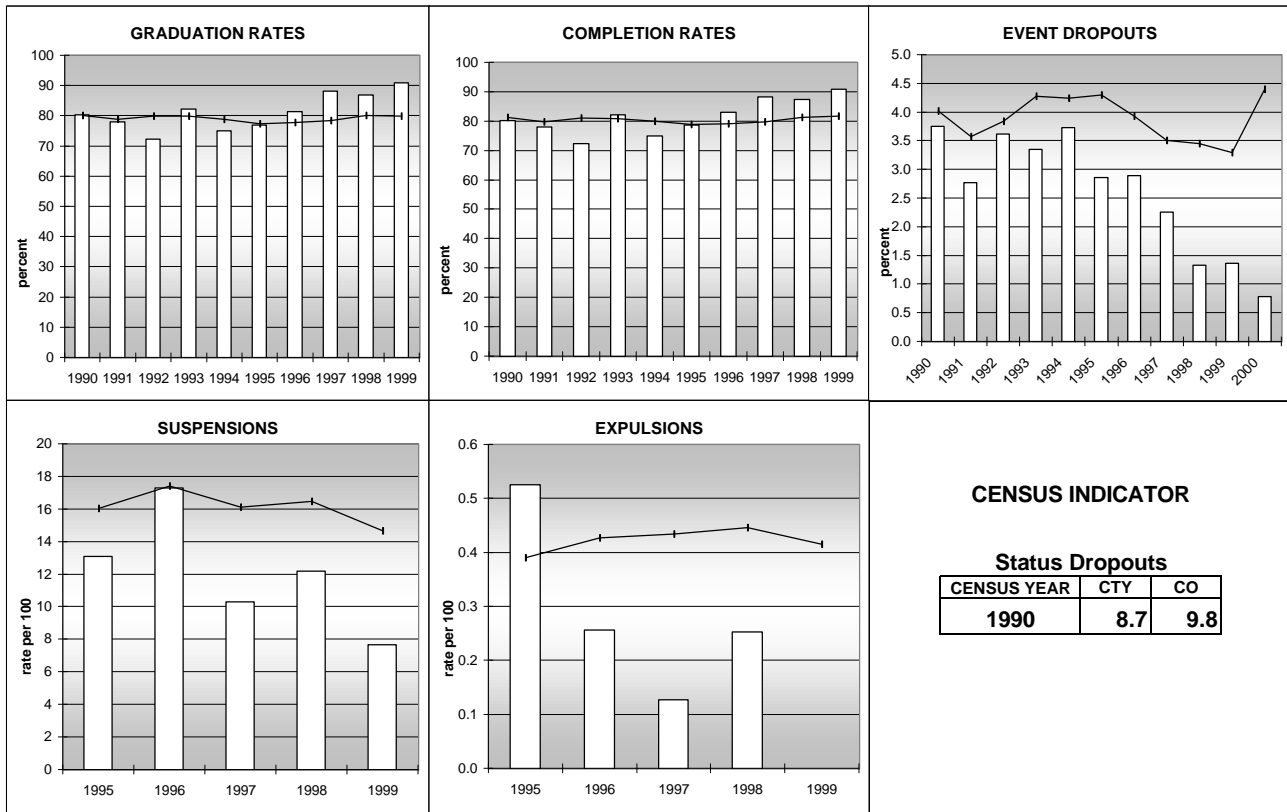 GRADUATION RATES
100
90
80
70
60
50
40
30
20
10
0
percent
1990 1991 1992 1993 1994 1995 1996 1997 1998 1999
COMPLETION RATES
100
90
80
70
60
50
40
30
20
10
0
percent
1990 1991 1992 1993 1994 1995 1996 1997 1998 1999
EVENT DROPOUTS
5.0
4.5
4.0
3.5
3.0
2.5
2.0
1.5
1.0
0.5
0.0
percent
1990 1991 1992 1993 1994 1995 1996 1997 1998 1999 2000
SUSPENSIONS
20
18
16
14
12
10
8
6
4
2
0
rate per 100
1995 1996 1997 1998 1999
EXPULSIONS
0.6
0.5
0.4
0.3
0.2
0.1
0.0
rate per 100
1995 1996 1997 1998 1999
CENSUS INDICATOR
Status Dropouts
CENSUS YEAR CTY CO
1990 8.7 9.8